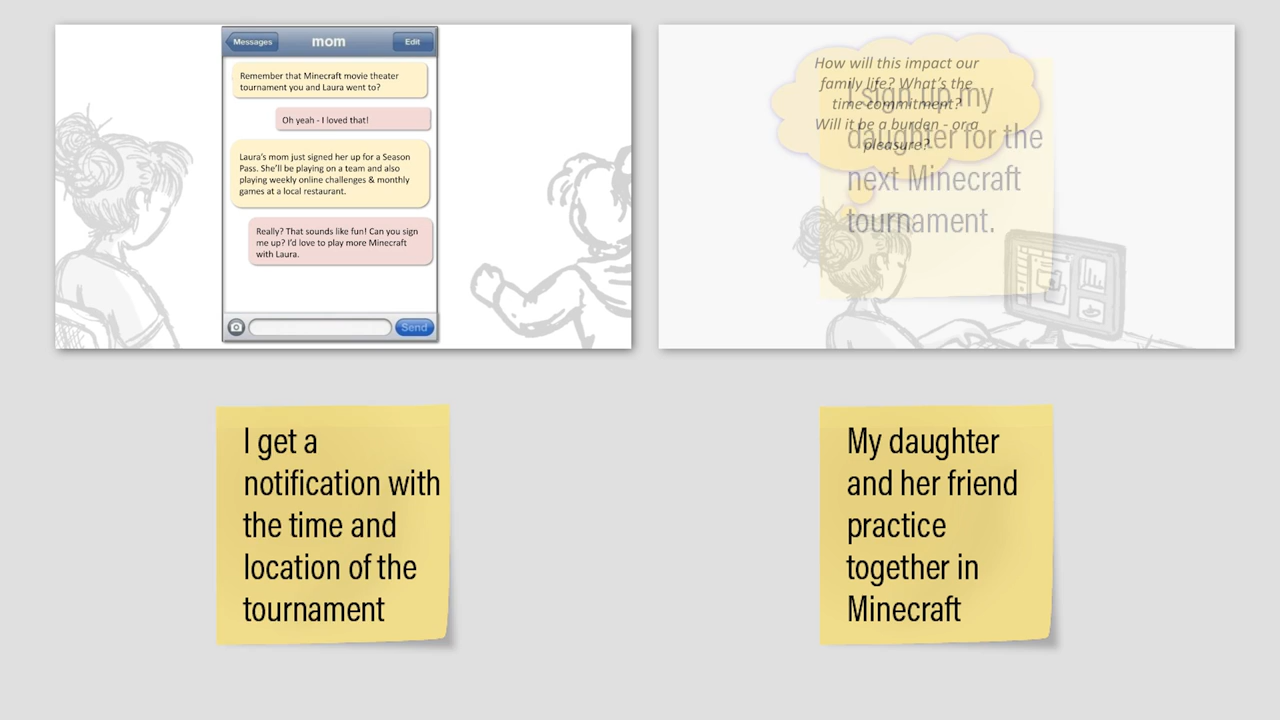 Messages
mom
Edit
Remember that Minecraft movie theater
tournament you and Laura went to?
Oh yeah - I loved that!
Laura's mom just signed her up for a Season
Pass. She'll be playing on a team and also
playing weekly online challenges & monthly
games at a local restaurant.
Really? That sounds like fun! Can you sign
me up? I'd love to play more Minecraft
with Laura.
Send
How will this impact our
family life? What's the
time commitment?
Will it be a burden - or a
pleasure?
I sign up my
daughter for the
next Minecraft
tournament.
I get a
notification with
the time and
location of the
tournament
My daughter
and her friend
practice
together in
Minecraft